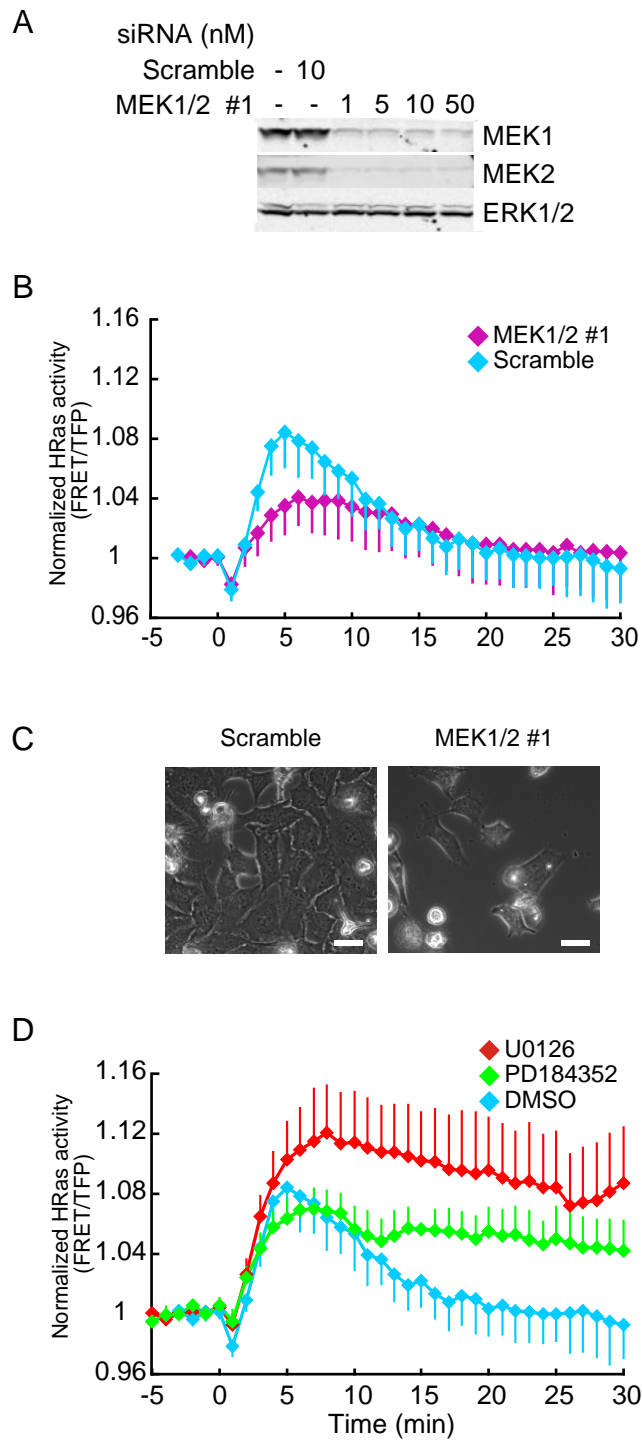 A
siRNA (nM)
Scramble - 10
MEK1/2 #1 - - 1 5 10 50
MEK1
MEK2
ERK1/2
B
1.16
1.12
1.08
1.04
1
0.96
Normalized HRas activity
(FRET/TFP)
MEK1/2 #1
Scramble
-5 0 5 10 15 20 25 30
C
Scramble MEK1/2 #1
D
1.16
1.12
1.08
1.04
1
0.96
Normalized HRas activity
(FRET/TFP)
U0126
PD184352
DMSO
-5 0 5 10 15 20 25 30
Time (min)